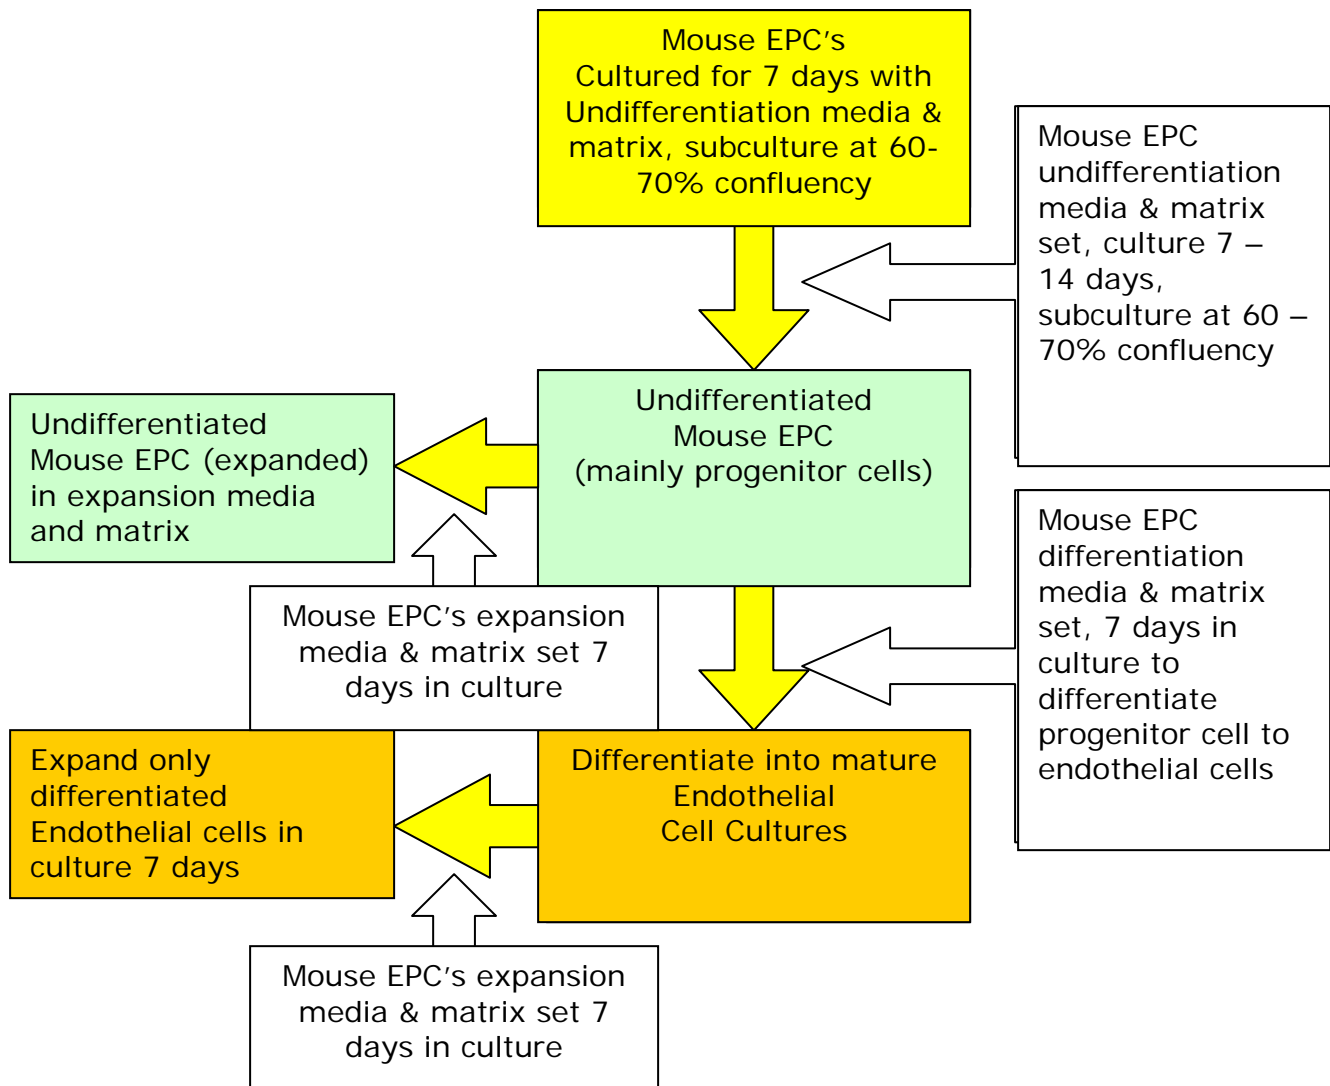 Mouse EPC's
Cultured for 7 days with
Undifferentiation media &
matrix, subculture at 60-
70% confluency
Mouse EPC
undifferentiation
media & matrix
set, culture 7 –
14 days,
subculture at 60 –
70% confluency
Undifferentiated
Mouse EPC
(mainly progenitor cells)
Undifferentiated
Mouse EPC (expanded)
in expansion media
and matrix
Mouse EPC's expansion
media & matrix set 7
days in culture
Mouse EPC
differentiation
media & matrix
set, 7 days in
culture to
differentiate
progenitor cell to
endothelial cells
Differentiate into mature
Endothelial
Cell Cultures
Expand only
differentiated
Endothelial cells in
culture 7 days
Mouse EPC's expansion
media & matrix set 7
days in culture